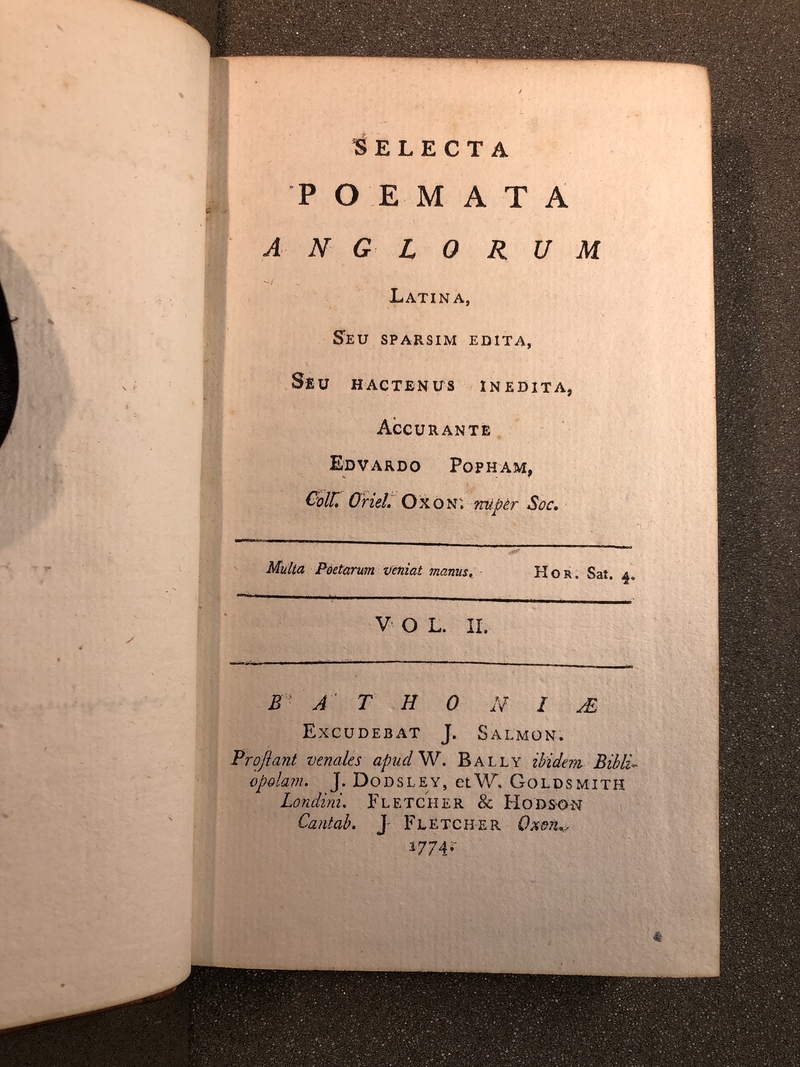 SELECTA
POEMATA
ANGLORUM
LATINA,
SEU SPARSIM EDITA,
SEU HACTENUS INEDITA,
ACCURANTE
EDVARDO POPHAM,
Coll. Oriel. OXON. nuper Soc.
Multa Poetarum veniat manus. HOR. Sat. 4.
VOL. II.
BATHONIÆ
EXCUDEBAT J. SALMON.
Proſtant venales apud W. BALLY ibidem Bibli-
opolam. J. DODSLEY, et W. GOLDSMITH
Londini. FLETCHER & HODSON
Cantab. J FLETCHER Oxon.
1774.